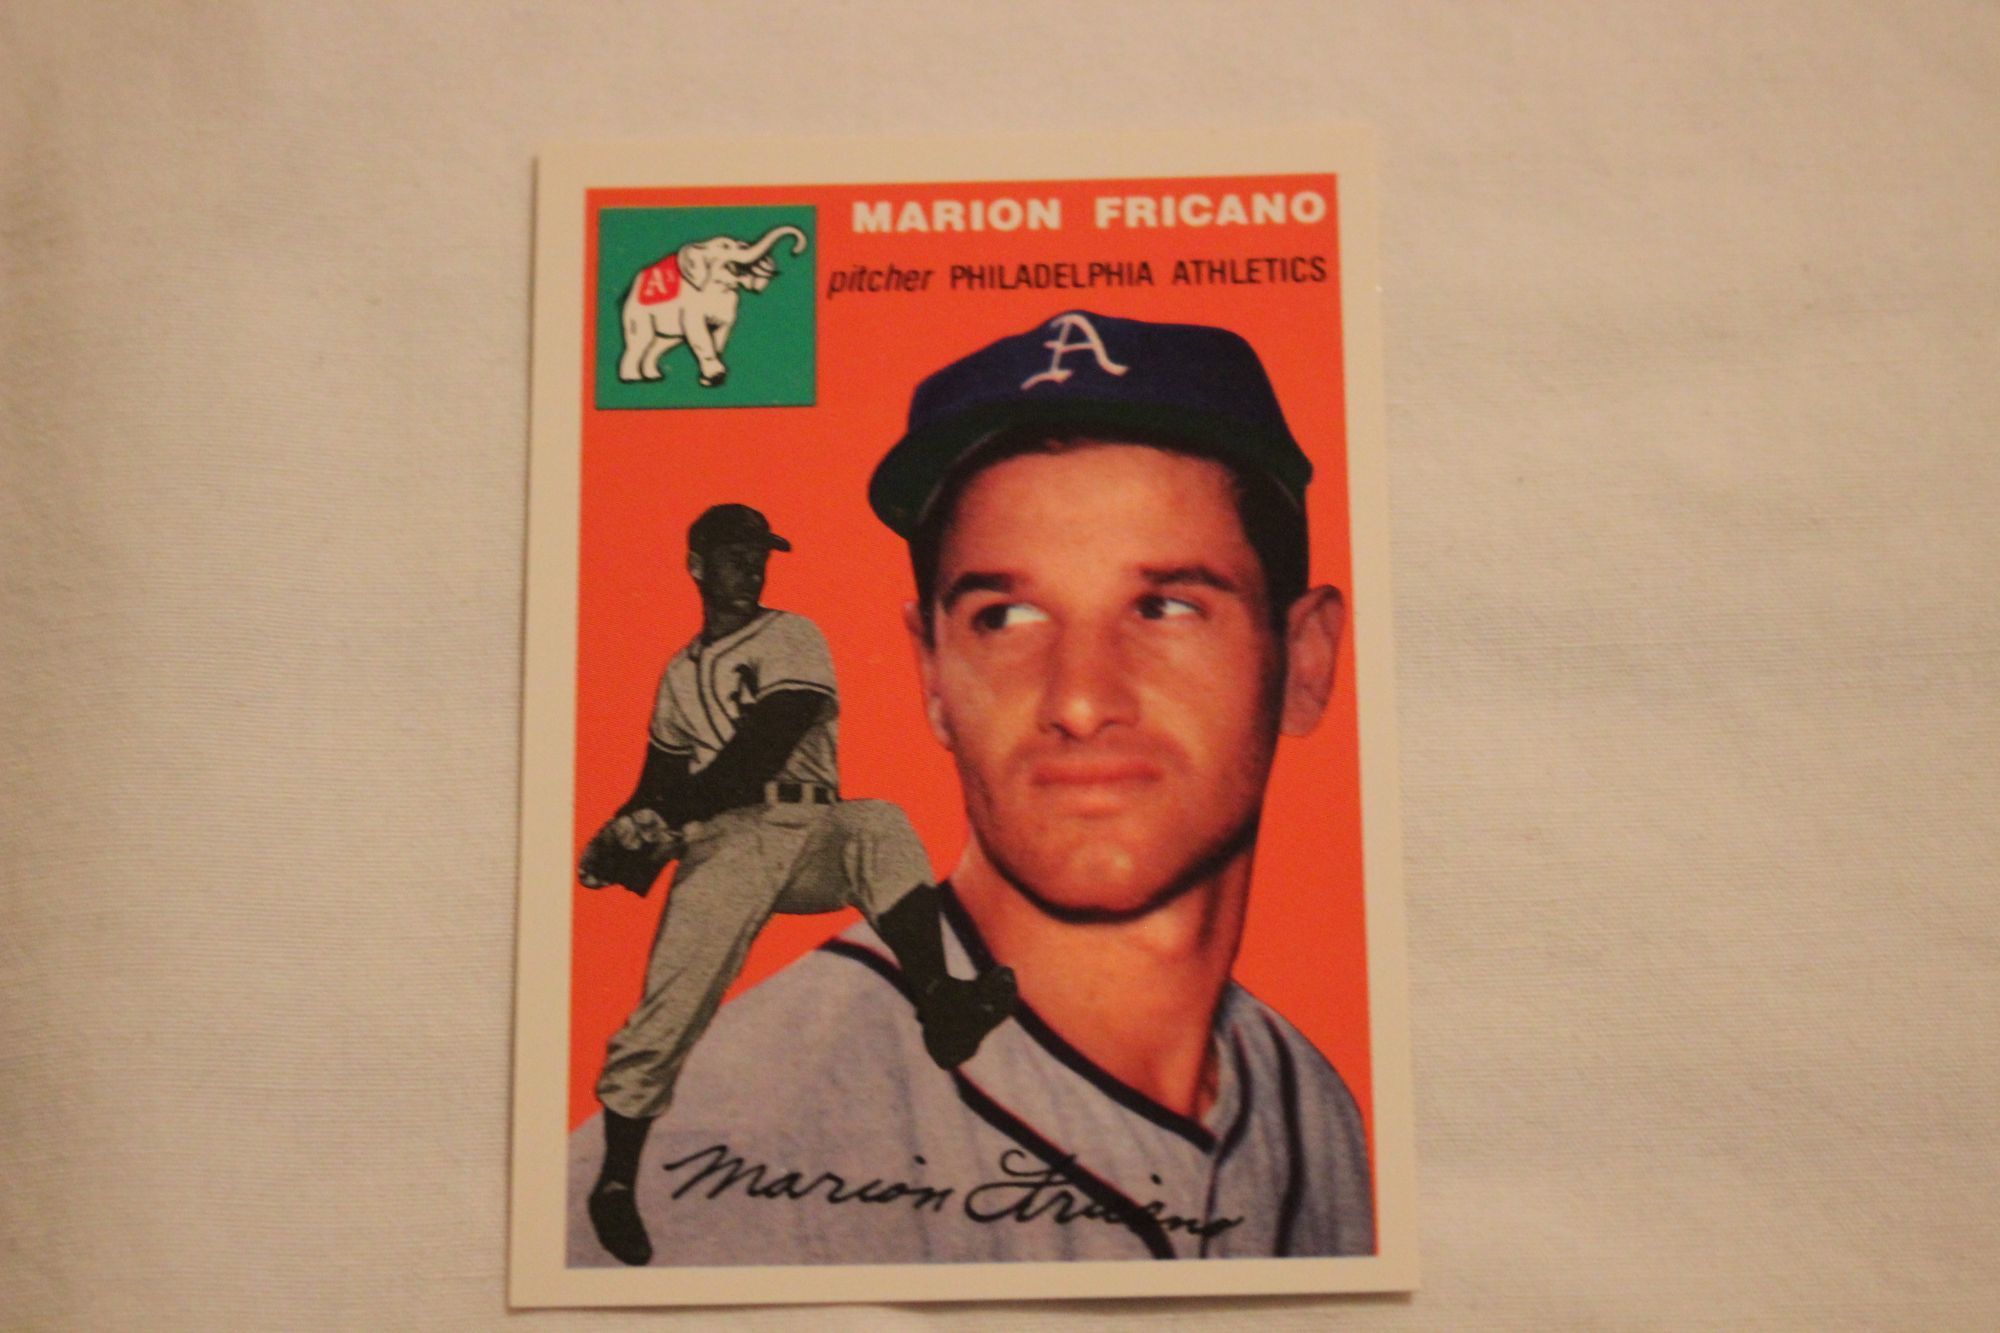 MARION FRICANO
pitcher PHILADELPHIA ATHLETICS
A's
A
A
Marion Fricano